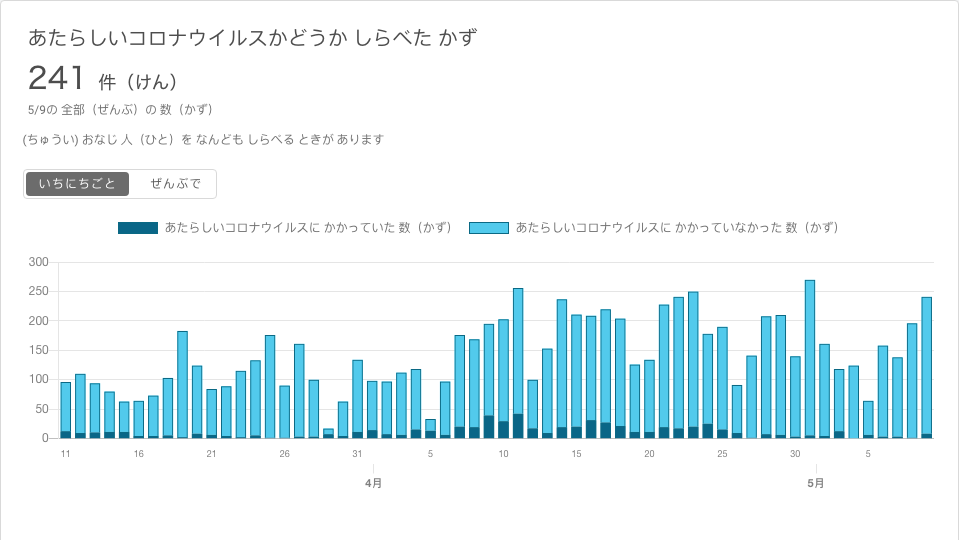 あたらしいコロナウイルスかどうか しらべた かず
241 件（けん）
5/9の 全部（ぜんぶ）の 数（かず）
(ちゅうい) おなじ 人（ひと）を なんども しらべる ときが あります
いちにちごと ぜんぶで
あたらしいコロナウイルスに かかっていた 数（かず） あたらしいコロナウイルスに かかっていなかった 数（かず）
300
250
200
150
100
50
0
11 16 21 26 31 5 10 15 20 25 30 5
4月 5月